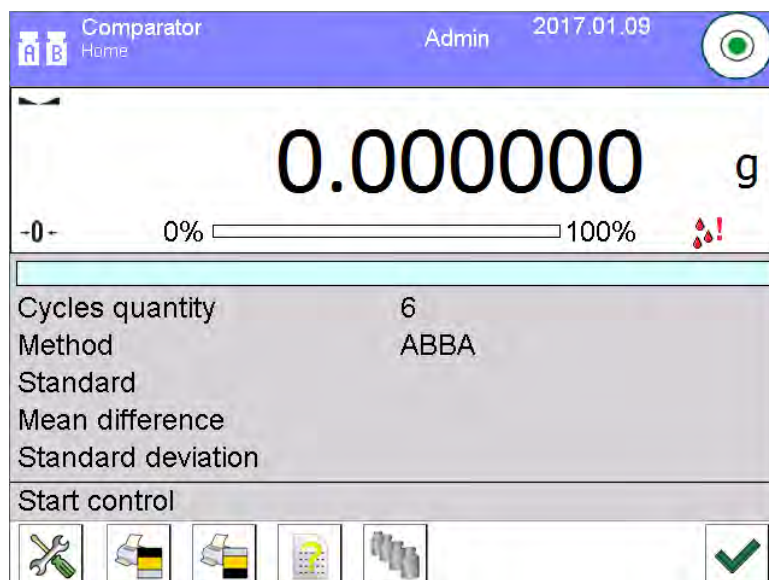 Comparator
Home
Admin
2017.01.09
A B
0.000000 g
→0←
0% 100%
!
Cycles quantity 6
Method ABBA
Standard
Mean difference
Standard deviation
Start control
?